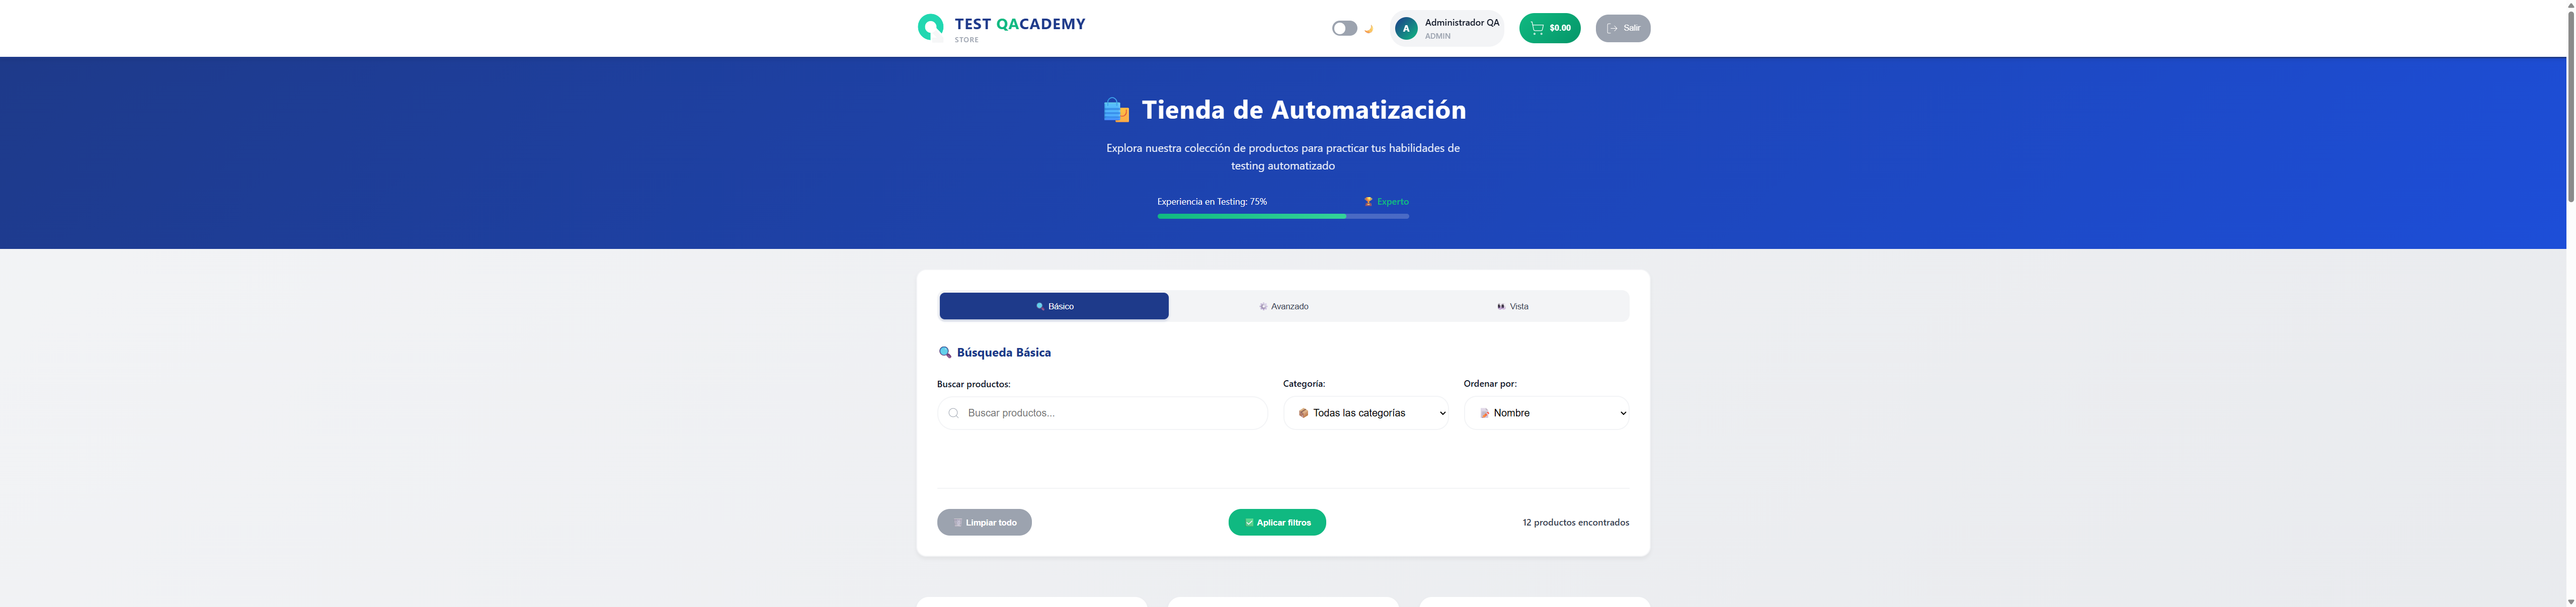 TEST QACADEMY
STORE
A
Administrador QA
ADMIN
$0.00
Salir
Tienda de Automatización
Explora nuestra colección de productos para practicar tus habilidades de
testing automatizado
Experiencia en Testing: 75%
Experto
Básico
Avanzado
Vista
Búsqueda Básica
Buscar productos:
Categoría:
Ordenar por:
Buscar productos...
Todas las categorías
Nombre
Limpiar todo
Aplicar filtros
12 productos encontrados